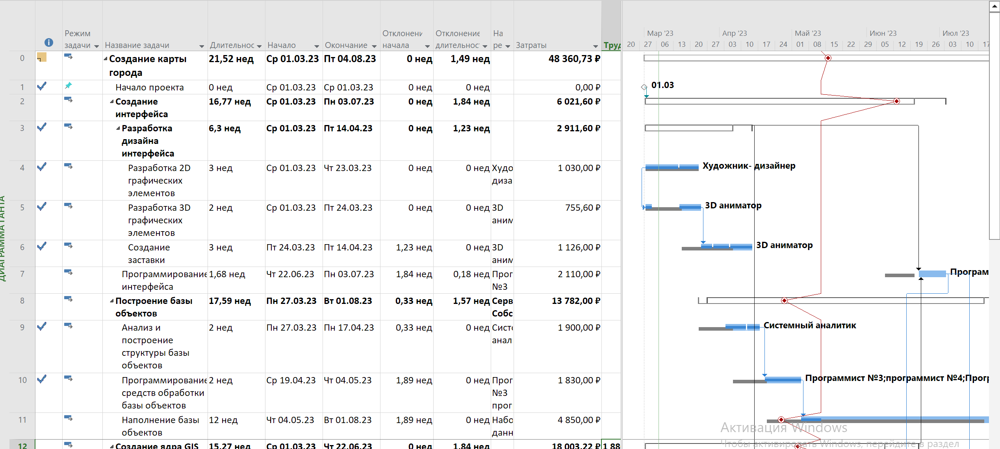 Режим задачи
Название задачи
Длительнос
Начало
Окончание
Отклонени начала
Отклонение длительнос
На ре
Затраты
Труд
Мар '23 Апр '23 Май '23 Июн '23 Июл '23
20 27 06 13 20 27 03 10 17 24 01 08 15 22 29 05 12 19 26 03 10 17
0 Создание карты 21,52 нед Ср 01.03.23 Пт 04.08.23 0 нед 1,49 нед 48 360,73 ₽
города
1 Начало проекта 0 нед Ср 01.03.23 Ср 01.03.23 0 нед 0 нед 0,00 ₽ 01.03
2 Создание 16,77 нед Ср 01.03.23 Пн 03.07.23 0 нед 1,84 нед 6 021,60 ₽
интерфейса
3 Разработка 6,3 нед Ср 01.03.23 Пт 14.04.23 0 нед 1,23 нед 2 911,60 ₽
дизайна
интерфейса
4 Разработка 2D 3 нед Ср 01.03.23 Чт 23.03.23 0 нед 0 нед Худо 1 030,00 ₽ Художник- дизайнер
графических диза
элементов
5 Разработка 3D 2 нед Ср 01.03.23 Пт 24.03.23 0 нед 0 нед 3D 755,60 ₽ 3D аниматор
графических аним
элементов
6 Создание 3 нед Пт 24.03.23 Пт 14.04.23 1,23 нед 0 нед 3D 1 126,00 ₽ 3D аниматор
заставки аним
7 Программирование 1,68 нед Чт 22.06.23 Пн 03.07.23 1,84 нед 0,18 нед Прог 2 110,00 ₽ Програм
интерфейса №3
8 Построение базы 17,59 нед Пн 27.03.23 Вт 01.08.23 0,33 нед 1,57 нед Серв 13 782,00 ₽
объектов Собс
9 Анализ и 2 нед Пн 27.03.23 Пн 17.04.23 0,33 нед 0 нед Систе 1 900,00 ₽ Системный аналитик
построение анал
структуры базы
объектов
10 Программирование 2 нед Ср 19.04.23 Чт 04.05.23 1,89 нед 0 нед Прог 1 830,00 ₽ Программист №3;программист №4;Прогр
средств обработки №3
базы объектов прог
11 Наполнение базы 12 нед Чт 04.05.23 Вт 01.08.23 1,89 нед 0 нед Набо 4 850,00 ₽
объектов данн
12 Создание ядра GIS 15,27 нед Ср 01.03.23 Чт 22.06.23 0 нед 1,84 нед 18 003,22 ₽ 1 88
ДИАГРАММА ГАНТА
Активация Windows
Чтобы активировать Windows, перейдите в раздел